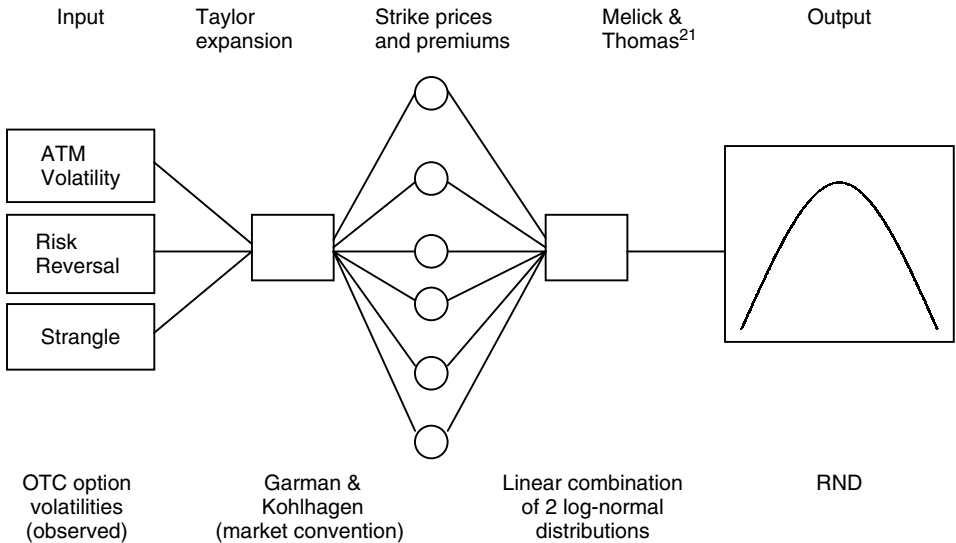 Input
Taylor
expansion
Strike prices
and premiums
Melick &
Thomas21
Output
ATM
Volatility
Risk
Reversal
Strangle
OTC option
volatilities
(observed)
Garman &
Kohlhagen
(market convention)
Linear combination
of 2 log-normal
distributions
RND